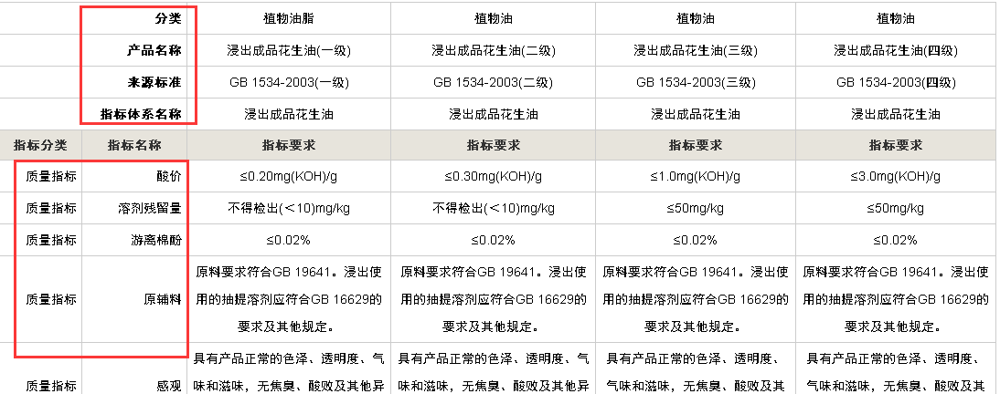 分类 植物油脂 植物油 植物油 植物油
产品名称 浸出成品花生油(一级) 浸出成品花生油(二级) 浸出成品花生油(三级) 浸出成品花生油(四级)
来源标准 GB 1534-2003(一级) GB 1534-2003(二级) GB 1534-2003(三级) GB 1534-2003(四级)
指标体系名称 浸出成品花生油 浸出成品花生油 浸出成品花生油 浸出成品花生油
指标分类 指标名称 指标要求 指标要求 指标要求 指标要求
质量指标 酸价 ≤0.20mg(KOH)/g ≤0.30mg(KOH)/g ≤1.0mg(KOH)/g ≤3.0mg(KOH)/g
质量指标 溶剂残留量 不得检出(＜10)mg/kg 不得检出(＜10)mg/kg ≤50mg/kg ≤50mg/kg
质量指标 游离棉酚 ≤0.02% ≤0.02% ≤0.02% ≤0.02%
原料要求符合GB 19641。浸出使 原料要求符合GB 19641。浸出使 原料要求符合GB 19641。浸出使 原料要求符合GB 19641。浸出使
质量指标 原辅料 用的抽提溶剂应符合GB 16629的 用的抽提溶剂应符合GB 16629的 用的抽提溶剂应符合GB 16629的 用的抽提溶剂应符合GB 16629的
要求及其他规定。 要求及其他规定。 要求及其他规定。 要求及其他规定。
具有产品正常的色泽、透明度、气 具有产品正常的色泽、透明度、气 具有产品正常的色泽、透明度、 具有产品正常的色泽、透明度、
质量指标 感观 味和滋味，无焦臭、酸败及其他异 味和滋味，无焦臭、酸败及其他异 气味和滋味，无焦臭、酸败及其 气味和滋味，无焦臭、酸败及其